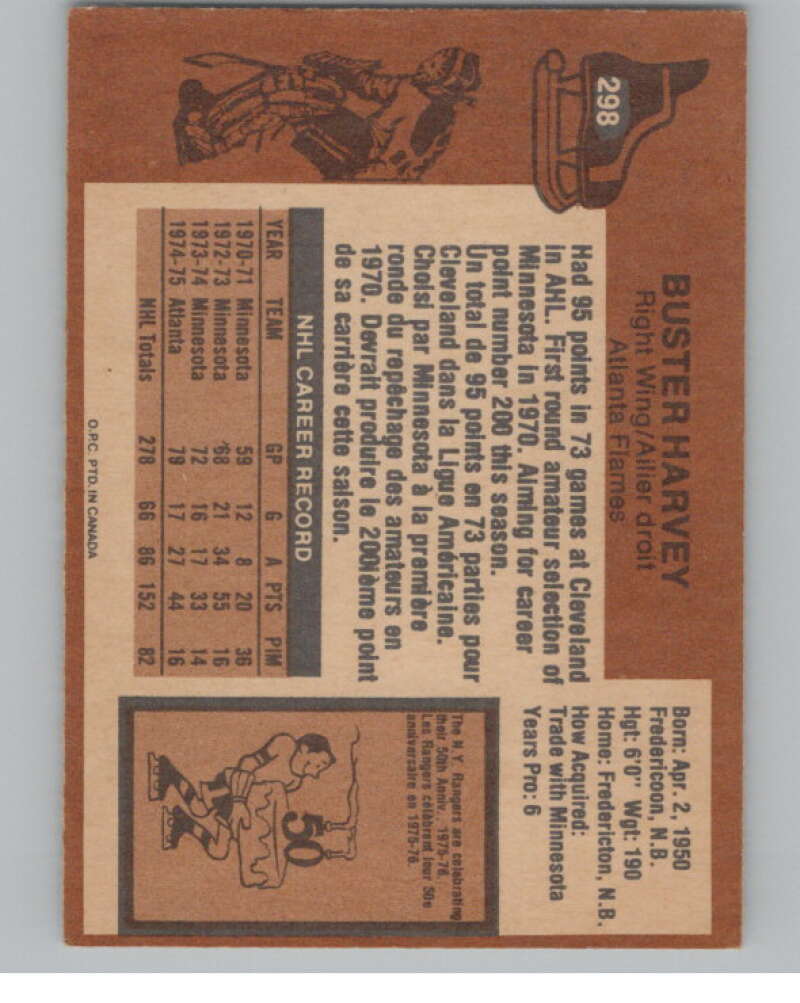 298
BUSTER HARVEY
Right Wing/Ailier droit
Atlanta Flames
Born: Apr. 2, 1950
Fredericoon, N.B.
Hgt: 6'0" Wgt: 190
Home: Fredericton, N.B.
How Acquired:
Trade with Minnesota
Years Pro: 6
Had 95 points in 73 games at Cleveland
in AHL. First round amateur selection of
Minnesota in 1970. Aiming for career
point number 200 this season.
Un total de 95 points en 73 parties pour
Cleveland dans la Ligue Américaine.
Choisi par Minnesota à la première
ronde du repêchage des amateurs en
1970. Devrait produire le 200ième point
de sa carrière cette saison.
NHL CAREER RECORD
YEAR TEAM GP G A PTS PIM
1970-71 Minnesota 59 12 8 20 36
1972-73 Minnesota 68 21 34 55 16
1973-74 Minnesota 72 16 17 33 14
1974-75 Atlanta 79 17 27 44 16
NHL Totals 278 66 86 152 82
The N.Y. Rangers are celebrating
their 50th Anniv., 1975-76.
Les Rangers célèbrent leur 50e
anniversaire en 1975-76.
50
O.P.C. PTD. IN CANADA